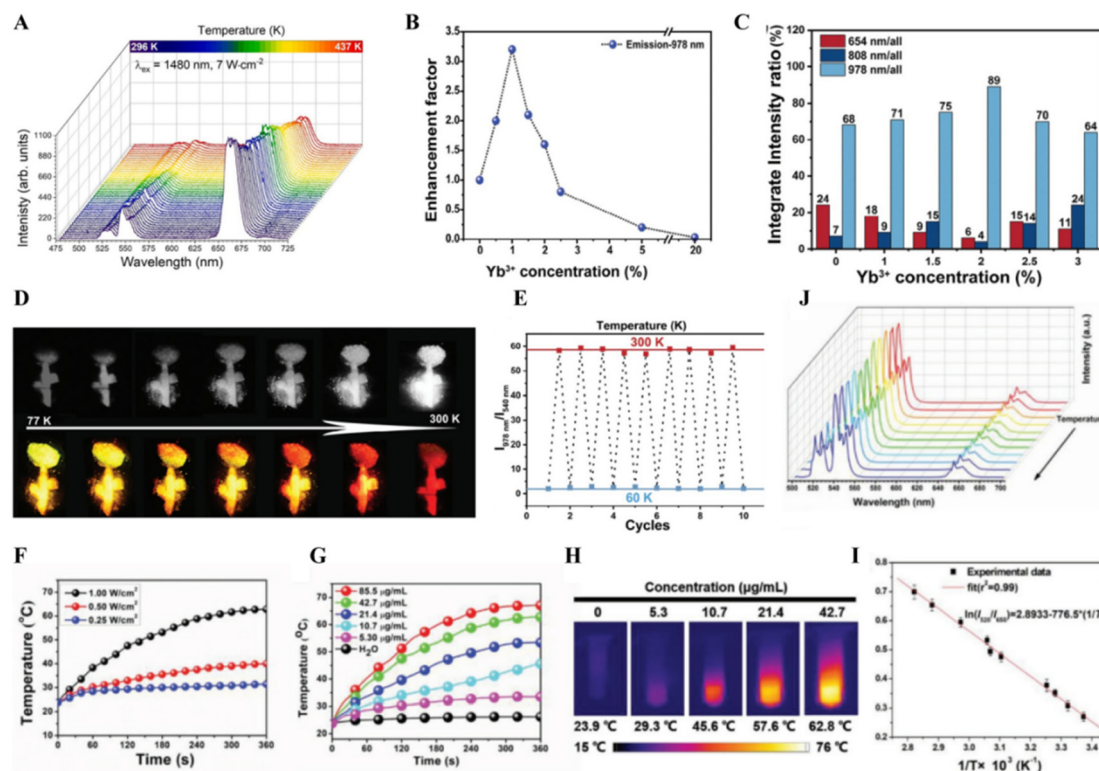 A
Temperature (K)
296 K 437 K
λex = 1480 nm, 7 W·cm-2
Intenisty (arb. units)
1100
880
660
440
220
0
475 500 525 550 575 600 625 650 675 700 725
Wavelength (nm)
B
Emission-978 nm
Enhancement factor
3.5
3.0
2.5
2.0
1.5
1.0
0.5
0.0
0 1 2 5 20
Yb³⁺ concentration (%)
C
654 nm/all
808 nm/all
978 nm/all
Integrate Intensity ratio (%)
120
100
80
60
40
20
0
24 7 68
18 9 71
9 15 75
6 4 89
15 14 70
11 24 64
0 1 1.5 2 2.5 3
Yb³⁺ concentration (%)
D
77 K
300 K
E
Temperature (K)
300 K
60 K
I978 nm/I540 nm
60
50
40
30
20
10
0
0 2 4 6 8 10
Cycles
J
Intensity (a.u.)
Temperature
500 520 540 560 580 600 620 640 660 680 700
Wavelength (nm)
F
1.00 W/cm²
0.50 W/cm²
0.25 W/cm²
Temperature (°C)
70
60
50
40
30
20
0 60 120 180 240 300 360
Time (s)
G
85.5 μg/mL
42.7 μg/mL
21.4 μg/mL
10.7 μg/mL
5.30 μg/mL
H2O
Temperature (°C)
70
60
50
40
30
20
0 60 120 180 240 300 360
Time (s)
H
Concentration (μg/mL)
0 5.3 10.7 21.4 42.7
23.9 ℃ 29.3 ℃ 45.6 ℃ 57.6 ℃ 62.8 ℃
15 ℃ 76 ℃
I
Experimental data
fit(r²=0.99)
0.8
0.7
0.6
0.5
0.4
0.3
0.2
2.8 2.9 3.0 3.1 3.2 3.3 3.4
1/T× 10³ (K⁻¹)